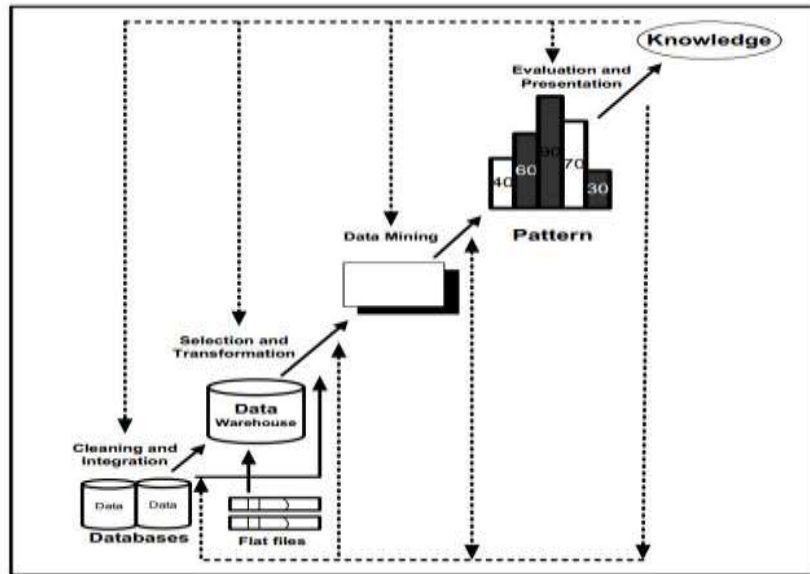 Knowledge
Evaluation and
Presentation
40
60
90
70
30
Pattern
Data Mining
Selection and
Transformation
Data
Warehouse
Cleaning and
Integration
Data
Data
Databases
Flat files